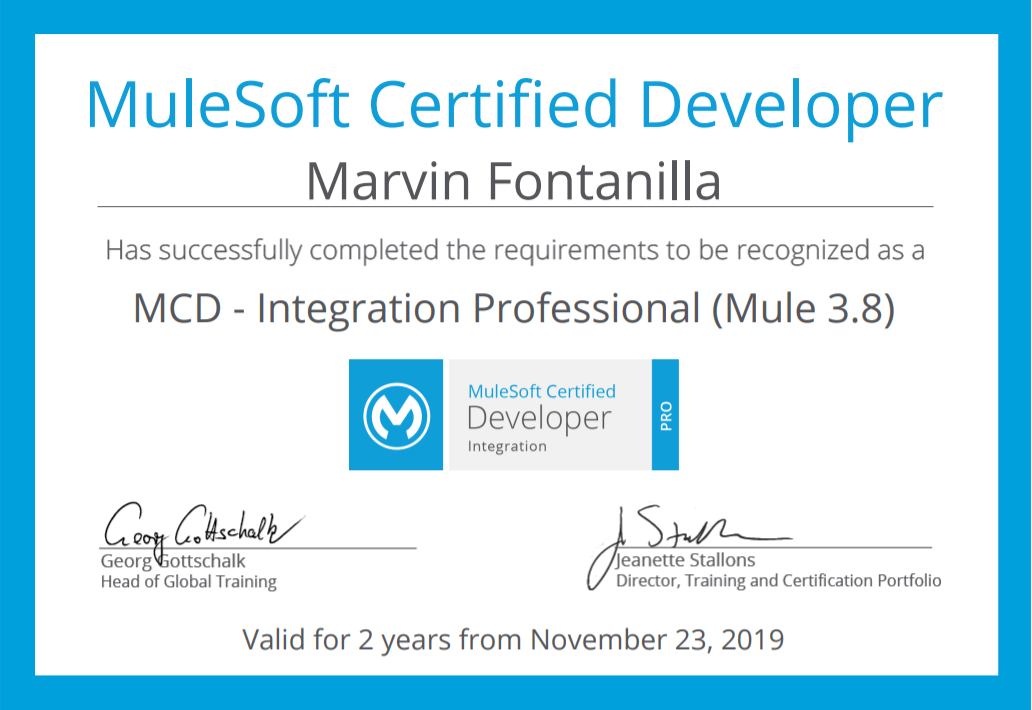 MuleSoft Certified Developer
Marvin Fontanilla
Has successfully completed the requirements to be recognized as a
MCD - Integration Professional (Mule 3.8)
MuleSoft Certified
Developer
Integration
PRO
Georg Gottschalk
Georg Gottschalk
Head of Global Training
J Stall
Jeanette Stallons
Director, Training and Certification Portfolio
Valid for 2 years from November 23, 2019